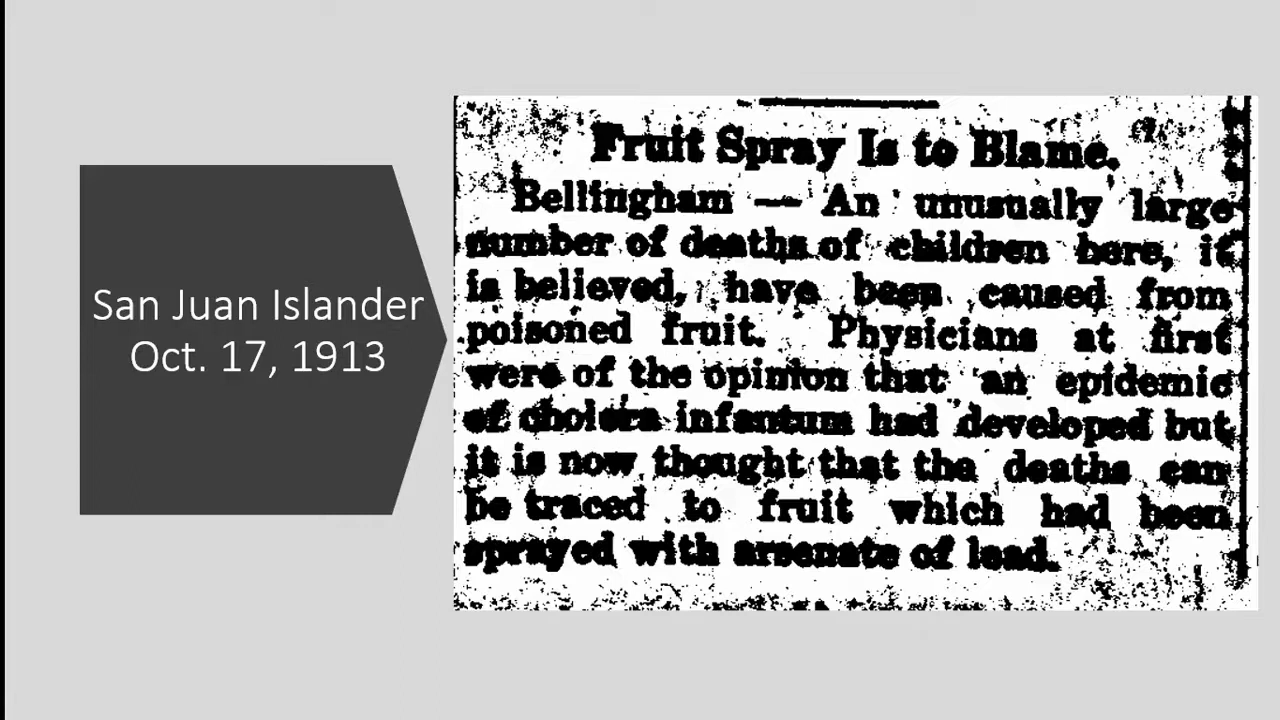 San Juan Islander
Oct. 17, 1913
Fruit Spray Is to Blame.
Bellingham — An unusually large
number of deaths of children here, it
is believed, have been caused from
poisoned fruit. Physicians at first
were of the opinion that an epidemic
of cholera infantum had developed but
it is now thought that the deaths can
be traced to fruit which had been
sprayed with arsenate of lead.